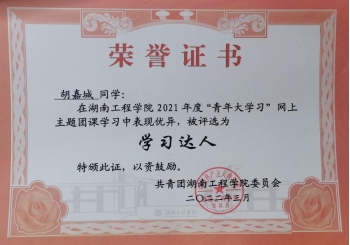 荣誉证书
胡嘉城 同学：
在湖南工程学院2021年度“青年大学习”网上
主题团课学习中表现优异，被评选为
学习达人
特颁此证，以资鼓励。
共青团湖南工程学院委员会
二〇二二年三月